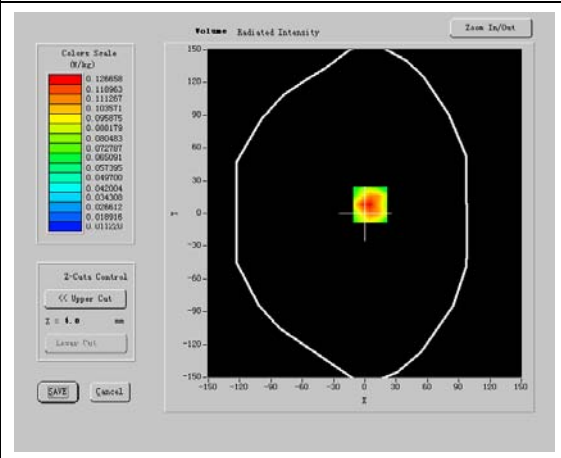 Volume Radiated Intensity
Zoom In/Out
Colors Scale
(W/kg)
0.126658
0.118963
0.111267
0.103571
0.095875
0.088179
0.080483
0.072787
0.065091
0.057395
0.049700
0.042004
0.034308
0.026612
0.018916
0.011220
Z-Cuts Control
<< Upper Cut
Z = 4.0 mm
Lower Cut
SAVE
Cancel
150
120
90
60
30
0
-30
-60
-90
-120
-150
Y
-150 -120 -90 -60 -30 0 30 60 90 120 150
X